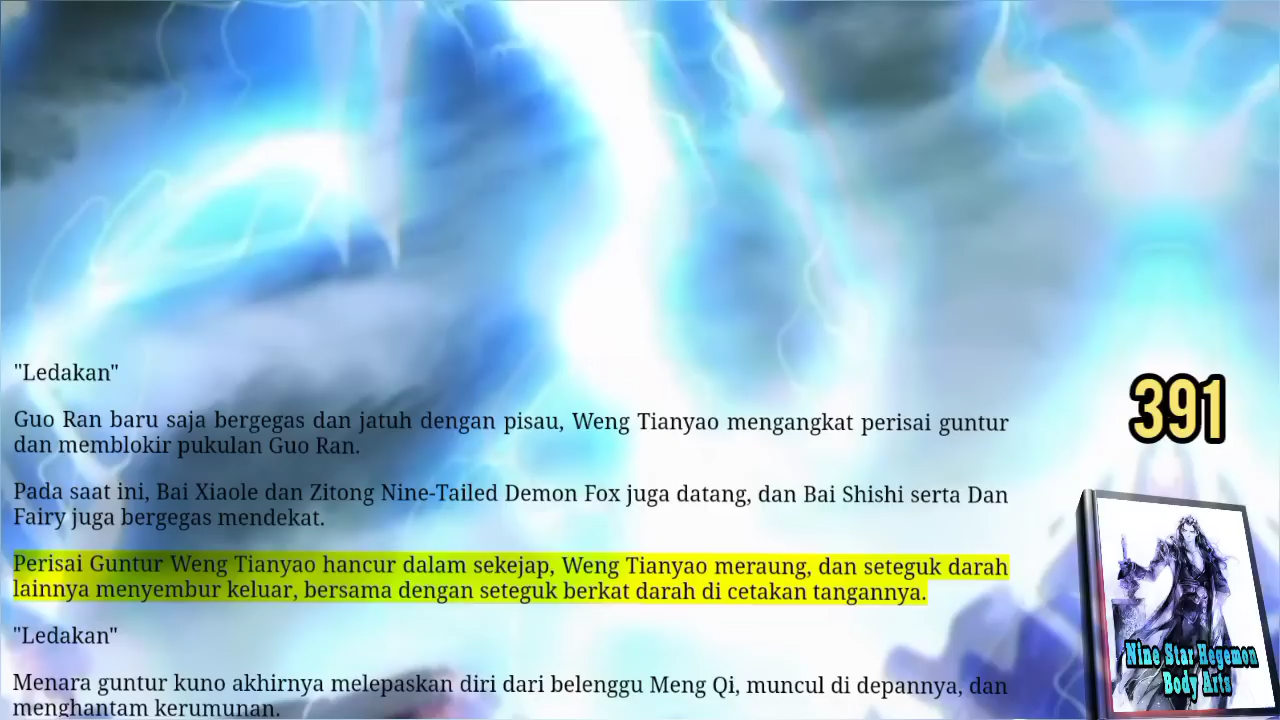 "Ledakan"
Guo Ran baru saja bergegas dan jatuh dengan pisau, Weng Tianyao mengangkat perisai guntur
dan memblokir pukulan Guo Ran.
Pada saat ini, Bai Xiaole dan Zitong Nine-Tailed Demon Fox juga datang, dan Bai Shishi serta Dan
Fairy juga bergegas mendekat.
Perisai Guntur Weng Tianyao hancur dalam sekejap, Weng Tianyao meraung, dan seteguk darah
lainnya menyembur keluar, bersama dengan seteguk berkat darah di cetakan tangannya.
"Ledakan"
Menara guntur kuno akhirnya melepaskan diri dari belenggu Meng Qi, muncul di depannya, dan
menghantam kerumunan.
391
Nine Star Hegemon
Body Arts